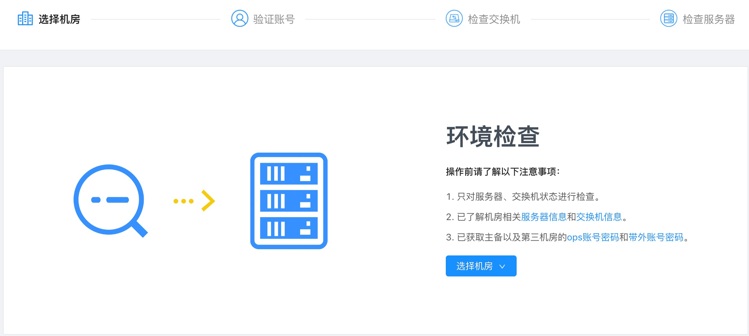 选择机房
验证账号
检查交换机
检查服务器
环境检查
操作前请了解以下注意事项：
1. 只对服务器、交换机状态进行检查。
2. 已了解机房相关服务器信息和交换机信息。
3. 已获取主备以及第三机房的ops账号密码和带外账号密码。
选择机房